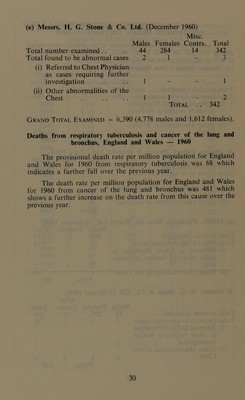 (e) Messrs. H. G. Stone & Co. Ltd. (December 1960)
Misc.
Males Females Contrs. Total
Total number examined . . . . 44 284 14 342
Total found to be abnormal cases 2 1 - 3
(i) Referred to Chest Physician
as cases requiring further
investigation . . . . 1 - - 1
(ii) Other abnormalities of the
Chest . . . . . . 1 1 - 2
TOTAL . . 342
GRAND TOTAL EXAMINED = 6,390 (4,778 males and 1,612 females).
Deaths from respiratory tuberculosis and cancer of the lung and
bronchus, England and Wales — 1960
The provisional death rate per million population for England
and Wales for 1960 from respiratory tuberculosis was 68 which
indicates a further fall over the previous year.
The death rate per million population for England and Wales
for 1960 from cancer of the lung and bronchus was 481 which
shows a further increase on the death rate from this cause over the
previous year.
30